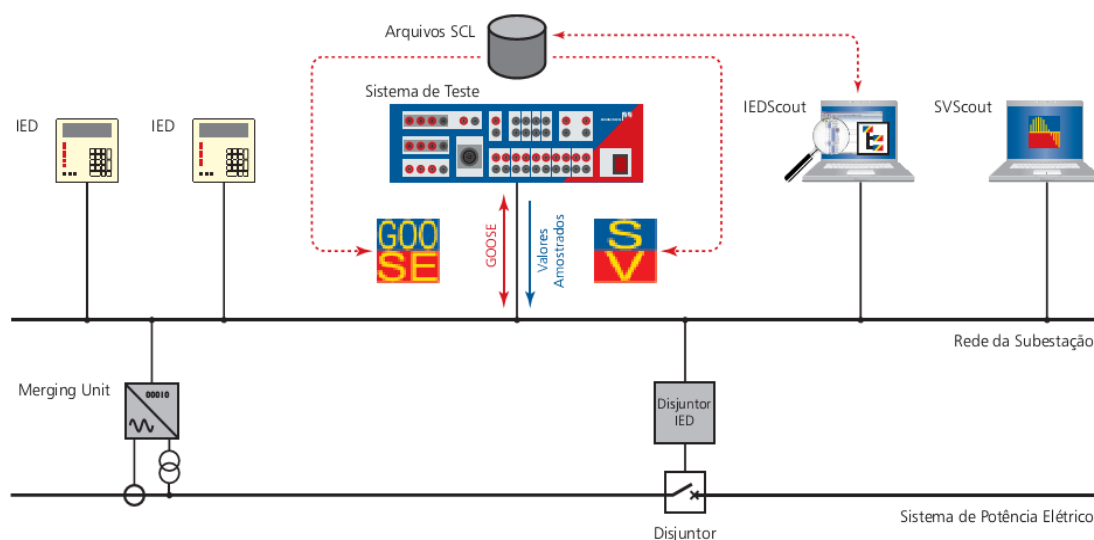 Arquivos SCL
Sistema de Teste
IED
IED
IEDScout
SVScout
GOO
SE
GOOSE
Valores
Amostrados
S
V
Rede da Subestação
Merging Unit
00010
Disjuntor
IED
Sistema de Potência Elétrico
Disjuntor